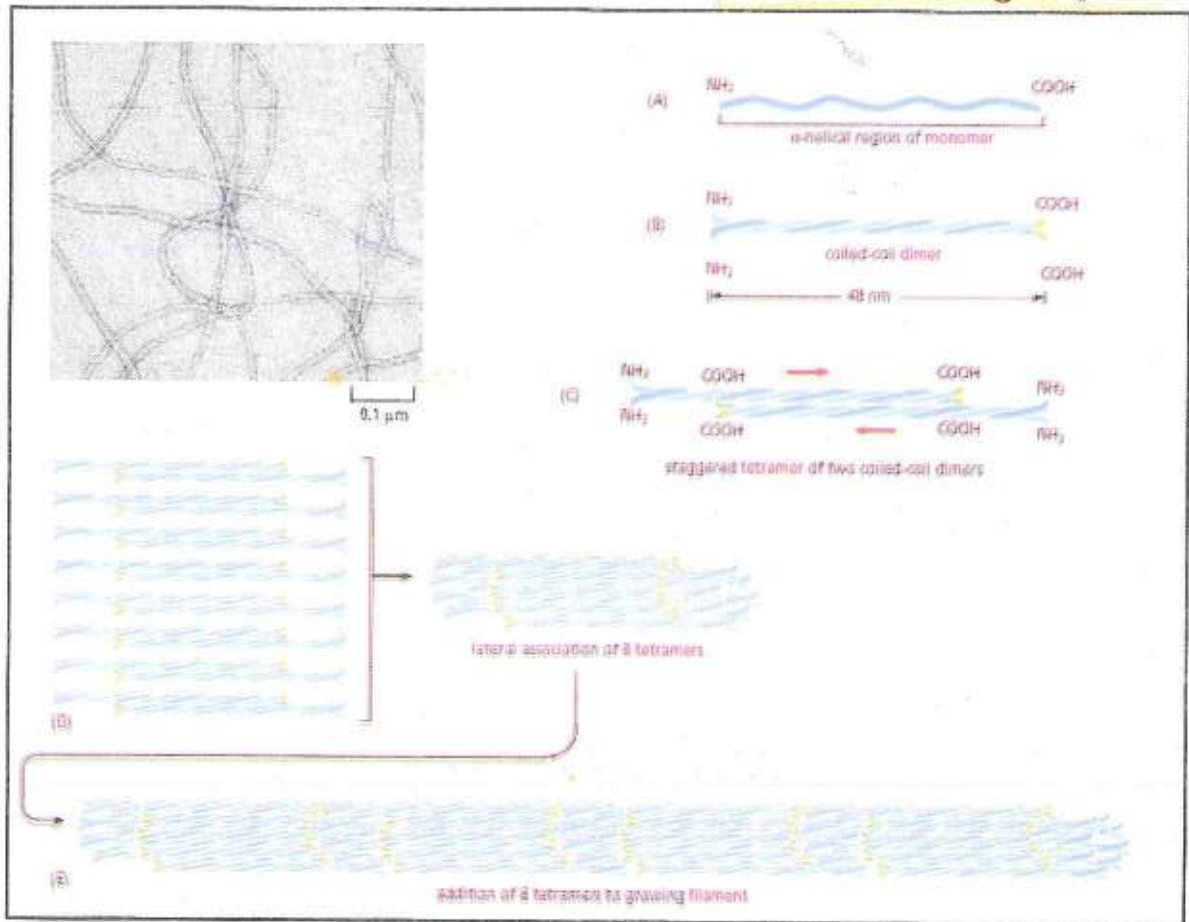 0.1 μm
(A)
NH₂
COOH
α-helical region of monomer
(B)
NH₂
COOH
coiled-coil dimer
NH₂
COOH
48 nm
(C)
NH₂
COOH
COOH
NH₂
NH₂
COOH
COOH
NH₂
staggered tetramer of two coiled-coil dimers
(D)
lateral association of 8 tetramers
(E)
addition of 8 tetramers to growing filament